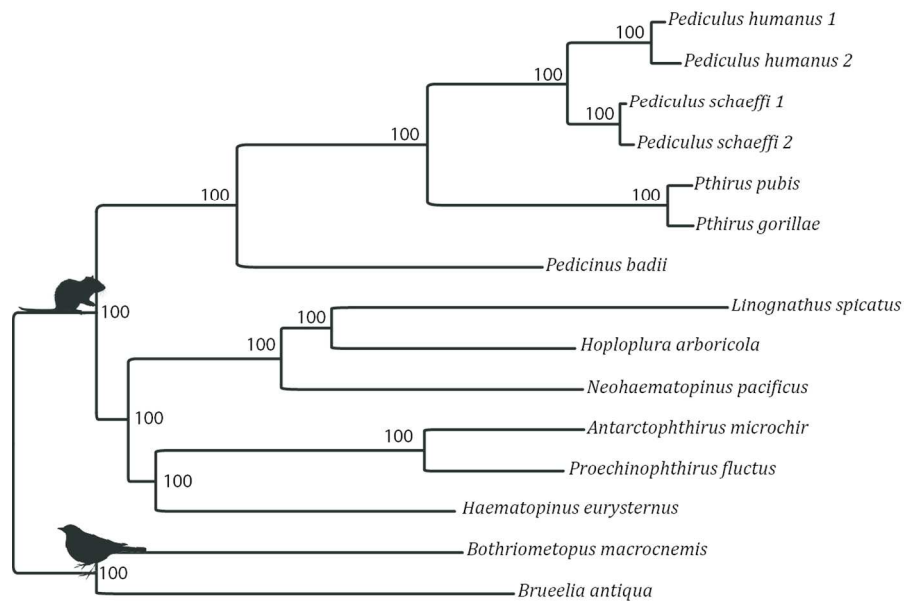 100 Pediculus humanus 1
Pediculus humanus 2
100
100 Pediculus schaeffi 1
Pediculus schaeffi 2
100
100 Pthirus pubis
Pthirus gorillae
100
Pedicinus badii
100
100 Linognathus spicatus
Hoploplura arboricola
100
Neohaematopinus pacificus
100
100 Antarctophthirus microchir
Proechinophthirus fluctus
100
Haematopinus eurysternus
Bothriometopus macrocnemis
100
Brueelia antiqua